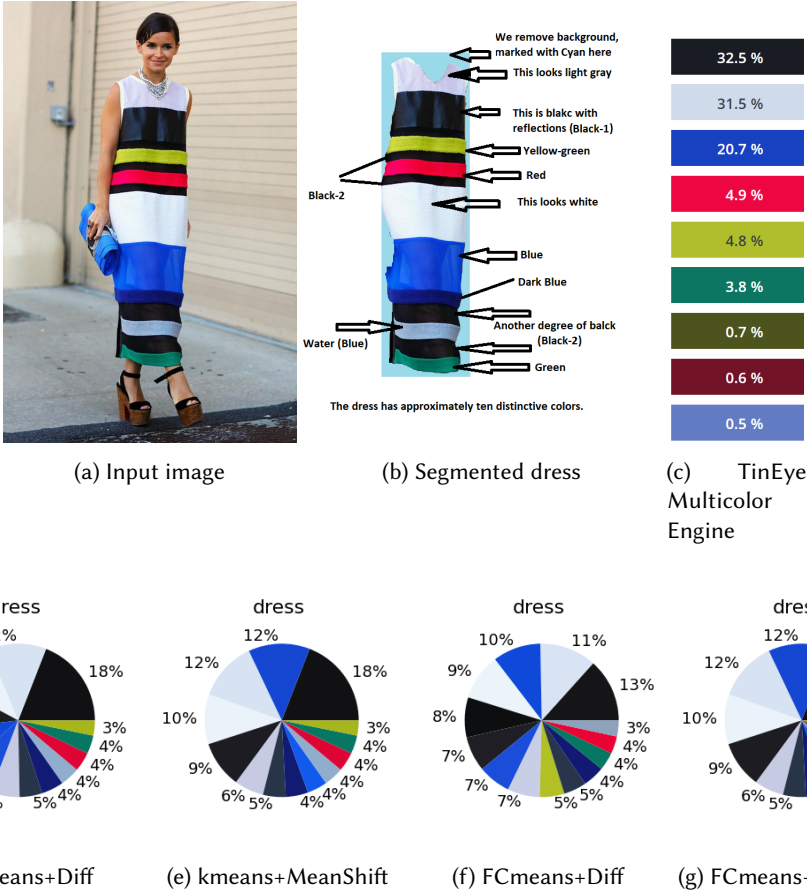 We remove background,
marked with Cyan here
This looks light gray
This is blakc with
reflections (Black-1)
Yellow-green
Red
Black-2
This looks white
Blue
Dark Blue
Another degree of balck
(Black-2)
Water (Blue)
Green
The dress has approximately ten distinctive colors.
32.5 %
31.5 %
20.7 %
4.9 %
4.8 %
3.8 %
0.7 %
0.6 %
0.5 %
(a) Input image
(b) Segmented dress
(c) TinEye
Multicolor
Engine
ress
%
18%
3%
4%
4%
4%
4%
5%
%
eans+Diff
dress
12%
18%
12%
10%
9%
6%
5%
4%
4%
4%
4%
4%
3%
(e) kmeans+MeanShift
dress
10%
11%
9%
13%
8%
7%
7%
7%
5%
5%
4%
4%
3%
(f) FCmeans+Diff
dres
12%
12%
10%
9%
6%
5%
(g) FCmeans+